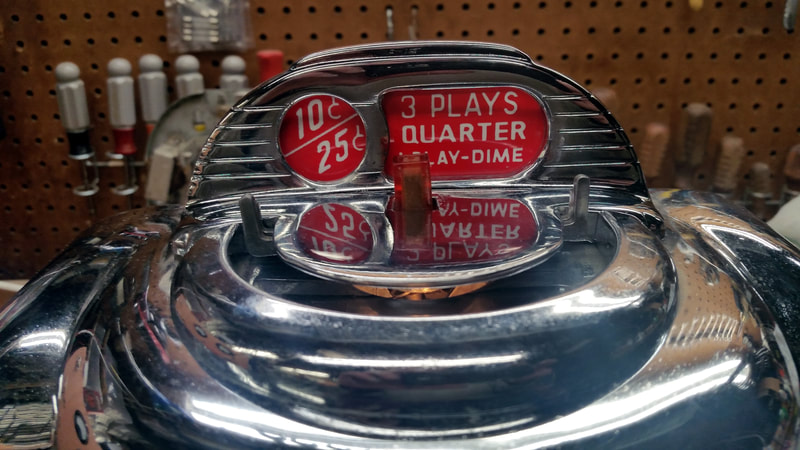 10¢
25¢
3 PLAYS
QUARTER
PLAY-DIME